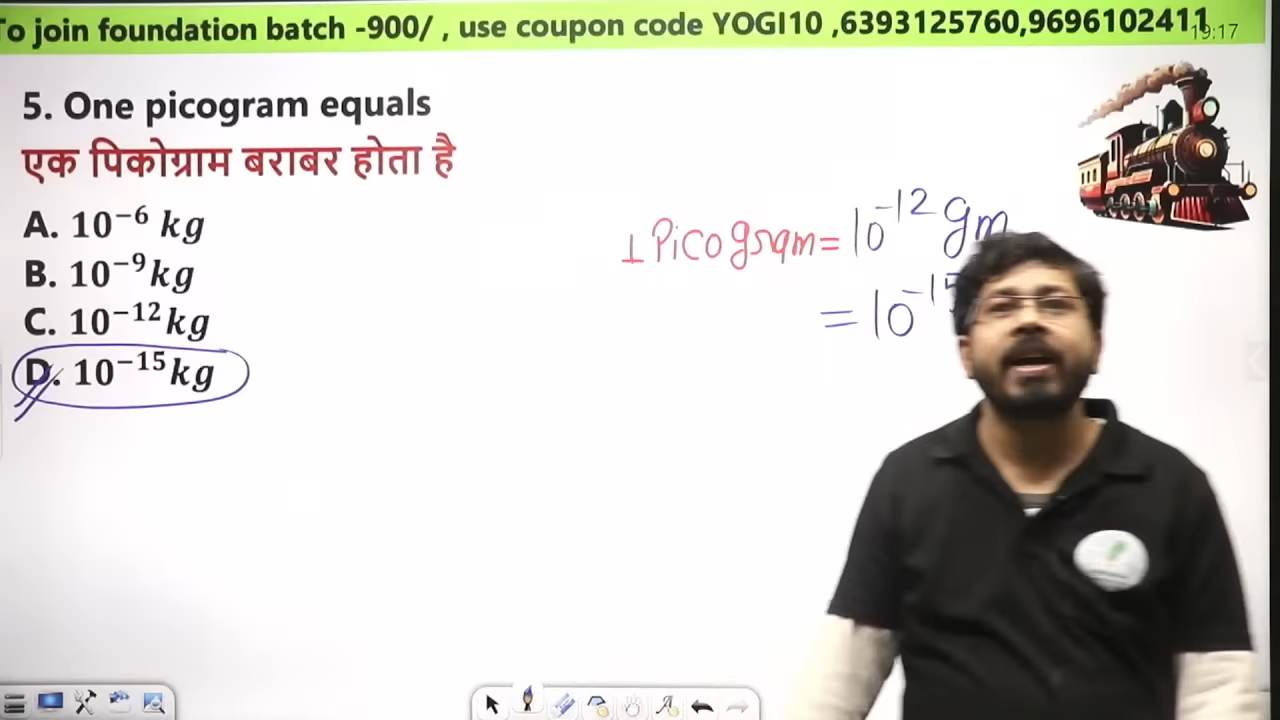 To join foundation batch -900/ , use coupon code YOGI10 ,6393125760,9696102411
19:17
5. One picogram equals
एक पिकोग्राम बराबर होता है
A. 10⁻⁶ kg
B. 10⁻⁹ kg
C. 10⁻¹² kg
D. 10⁻¹⁵ kg
1 Picogram = 10⁻¹² gm
= 10⁻¹⁵